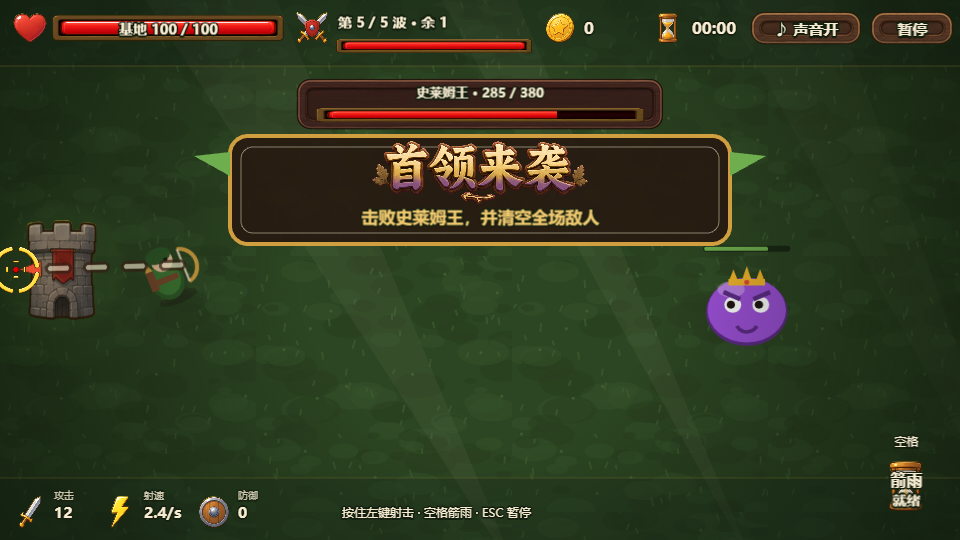 基地 100 / 100
第 5 / 5 波 · 余 1
0
00:00
♪ 声音开
暂停
史莱姆王 · 285 / 380
首领来袭
击败史莱姆王，并清空全场敌人
空格
箭雨
就绪
攻击
12
射速
2.4/s
防御
0
按住左键射击 · 空格箭雨 · ESC 暂停